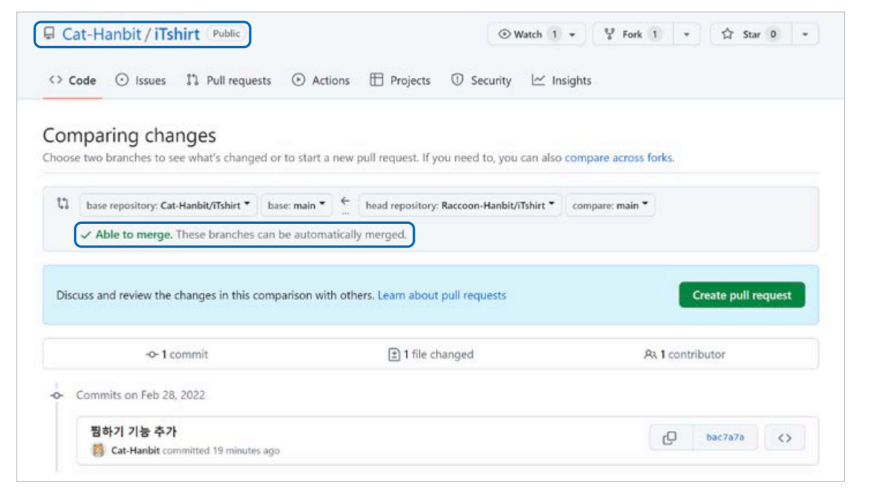 Cat-Hanbit / iTshirt Public
Watch 1 Fork 1 Star 0
<> Code Issues Pull requests Actions Projects Security Insights
Comparing changes
Choose two branches to see what's changed or to start a new pull request. If you need to, you can also compare across forks.
base repository: Cat-Hanbit/iTshirt base: main ← ... head repository: Raccoon-Hanbit/iTshirt compare: main
✓ Able to merge. These branches can be automatically merged.
Discuss and review the changes in this comparison with others. Learn about pull requests Create pull request
1 commit 1 file changed 1 contributor
Commits on Feb 28, 2022
찜하기 기능 추가
Cat-Hanbit committed 19 minutes ago
bac7a7a <>